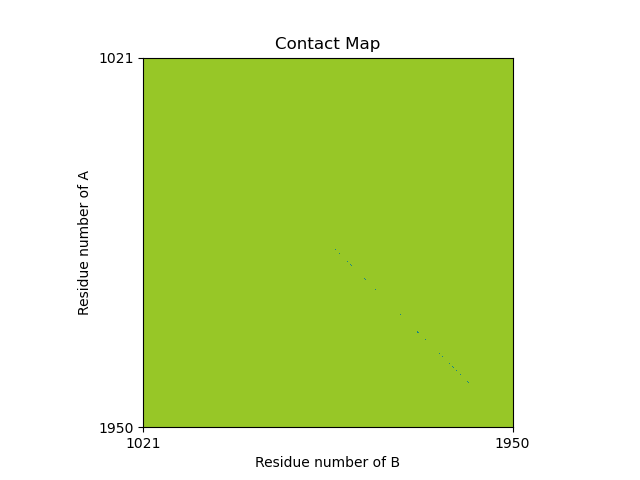 Contact Map
1021
Residue number of A
1950
1021
1950
Residue number of B